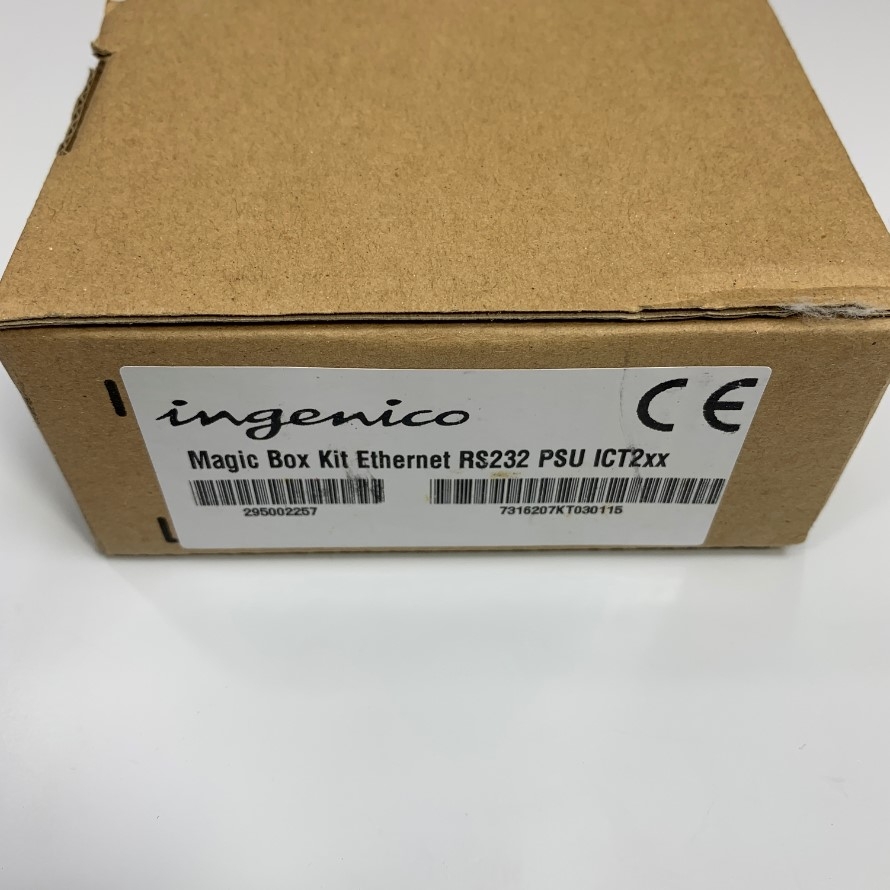 ingenico
CE
Magic Box Kit Ethernet RS232 PSU ICT2xx
295002257
7316207KT030115